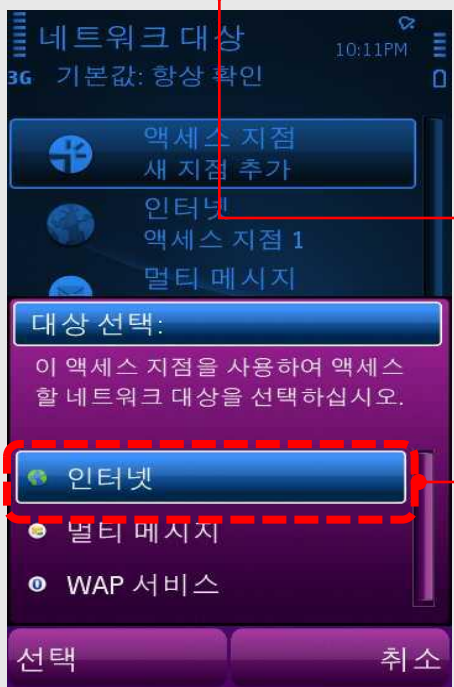 네트워크 대상
10:11PM
3G 기본값: 항상 확인
액세스 지점
새 지점 추가
인터넷
액세스 지점 1
멀티 메시지
대상 선택:
이 액세스 지점을 사용하여 액세스
할 네트워크 대상을 선택하십시오.
인터넷
멀티 메시지
WAP 서비스
선택 취소